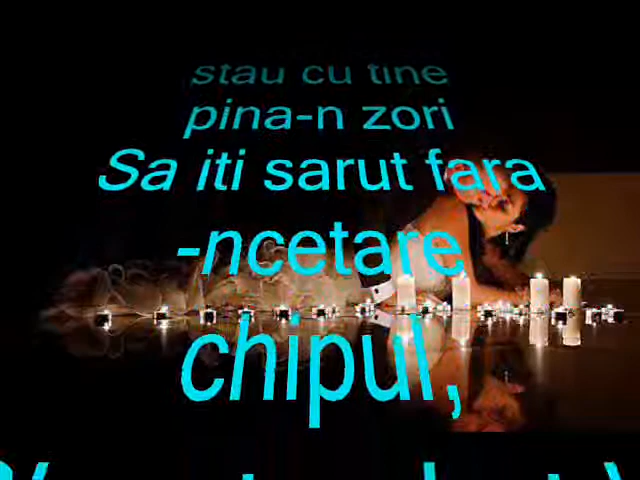 stau cu tine
pina-n zori
Sa iti sarut fara
-ncetare
chipul,